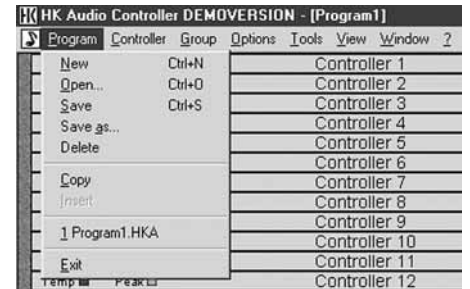 HK HK Audio Controller DEMOVERSION - [Program1]
Program Controller Group Options Tools View Window ?
New Ctrl+N
Open... Ctrl+O
Save Ctrl+S
Save as...
Delete
Copy
Insert
1 Program1.HKA
Exit
Temp Peak
Controller 1
Controller 2
Controller 3
Controller 4
Controller 5
Controller 6
Controller 7
Controller 8
Controller 9
Controller 10
Controller 11
Controller 12